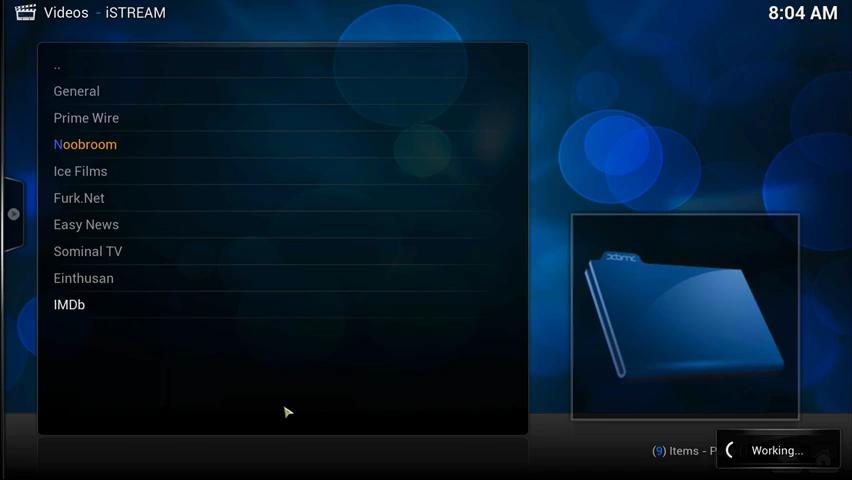 Videos - iSTREAM
8:04 AM
..
General
Prime Wire
Noobroom
Ice Films
Furk.Net
Easy News
Sominal TV
Einthusan
IMDb
xbmc
(9) Items - P
Working...